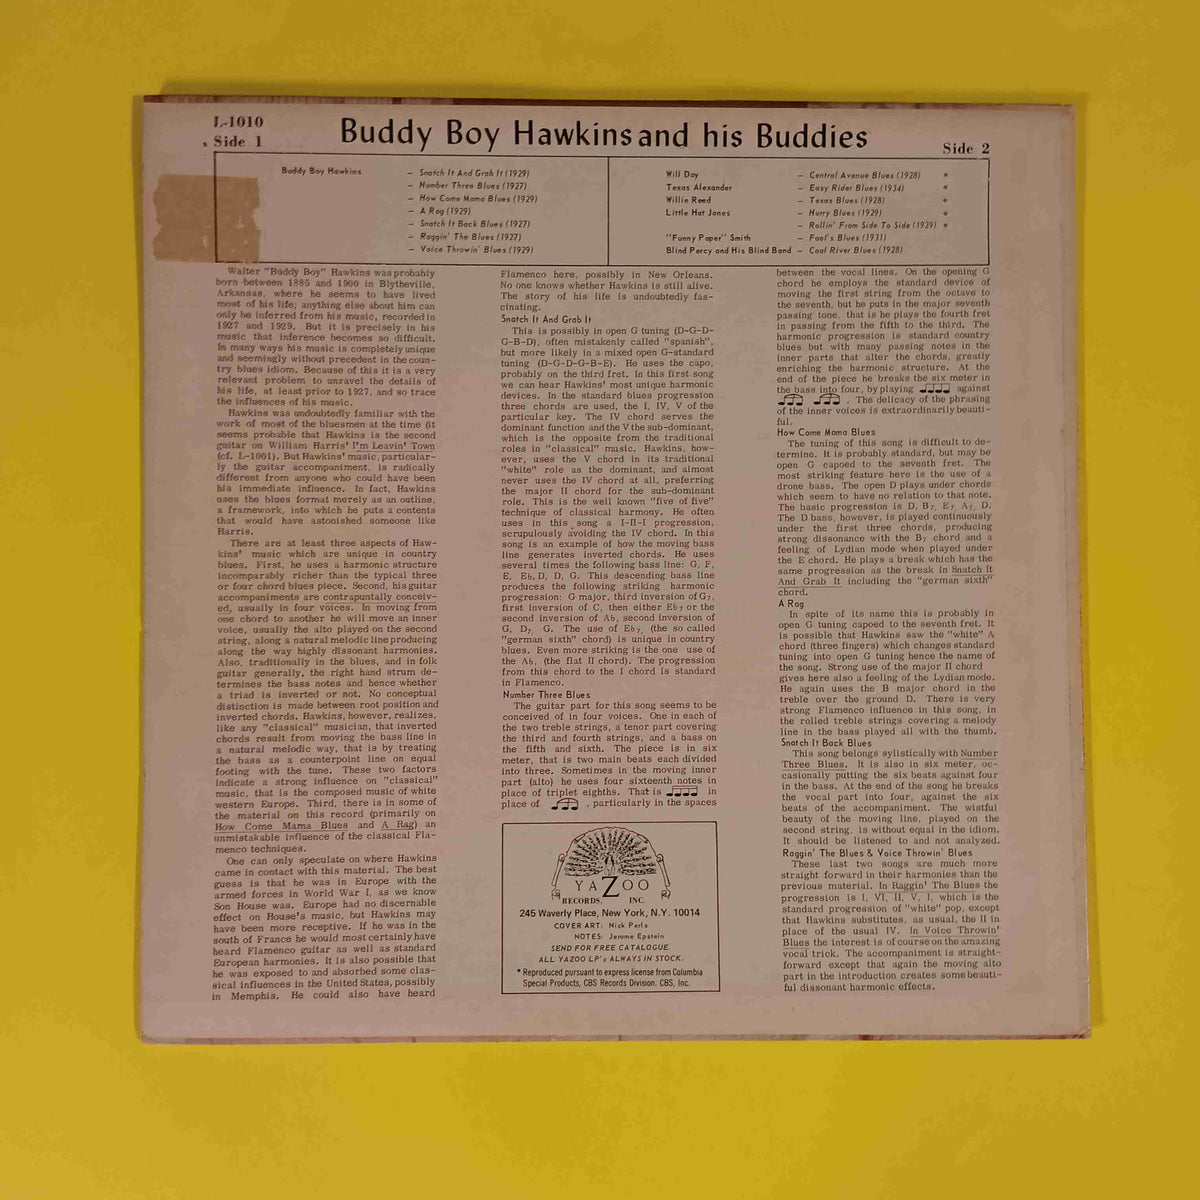 L-1010
Side 1
Buddy Boy Hawkins and his Buddies
Side 2
Buddy Boy Hawkins – Snatch It And Grab It (1929)
– Number Three Blues (1927)
– How Come Mama Blues (1929)
– A Rag (1929)
– Snatch It Back Blues (1927)
– Raggin' The Blues (1927)
– Voice Throwin' Blues (1929)
Will Day – Central Avenue Blues (1928) *
Texas Alexander – Easy Rider Blues (1934) *
Willie Reed – Texas Blues (1928) *
Little Hat Jones – Hurry Blues (1929) *
– Rollin' From Side To Side (1929) *
"Funny Paper" Smith – Fool's Blues (1931)
Blind Percy and His Blind Band – Coal River Blues (1928)
Walter "Buddy Boy" Hawkins was probably
born between 1885 and 1900 in Blytheville,
Arkansas, where he seems to have lived
most of his life; anything else about him can
only be inferred from his music, recorded in
1927 and 1929. But it is precisely in his
music that inference becomes so difficult.
In many ways his music is completely unique
and seemingly without precedent in the coun-
try blues idiom. Because of this it is a very
relevant problem to unravel the details of
his life, at least prior to 1927, and so trace
the influences of his music.
Hawkins was undoubtedly familiar with the
work of most of the bluesmen at the time (it
seems probable that Hawkins is the second
guitar on William Harris' I'm Leavin' Town
(cf. L-1001). But Hawkins' music, particular-
ly the guitar accompaniment, is radically
different from anyone who could have been
his immediate influence. In fact, Hawkins
uses the blues format merely as an outline,
a framework, into which he puts a contents
that would have astonished someone like
Harris.
There are at least three aspects of Haw-
kins' music which are unique in country
blues. First, he uses a harmonic structure
incomparably richer than the typical three
or four chord blues piece. Second, his guitar
accompaniments are contrapuntally conceiv-
ed, usually in four voices. In moving from
one chord to another he will move an inner
voice, usually the alto played on the second
string, along a natural melodic line producing
along the way highly dissonant harmonies.
Also, traditionally in the blues, and in folk
guitar generally, the right hand strum de-
termines the bass notes and hence whether
a triad is inverted or not. No conceptual
distinction is made between root position and
inverted chords. Hawkins, however, realizes,
like any "classical" musician, that inverted
chords result from moving the bass line in
a natural melodic way, that is by treating
the bass as a counterpoint line on equal
footing with the tune. These two factors
indicate a strong influence on "classical"
music, that is the composed music of white
western Europe. Third, there is in some of
the material on this record (primarily on
How Come Mama Blues and A Rag) an
unmistakable influence of the classical Fla-
menco techniques.
One can only speculate on where Hawkins
came in contact with this material. The best
guess is that he was in Europe with the
armed forces in World War I, as we know
Son House was. Europe had no discernable
effect on House's music, but Hawkins may
have been more receptive. If he was in the
south of France he would most certainly have
heard Flamenco guitar as well as standard
European harmonies. It is also possible that
he was exposed to and absorbed some clas-
sical influences in the United States, possibly
in Memphis. He could also have heard
Flamenco here, possibly in New Orleans.
No one knows whether Hawkins is still alive.
The story of his life is undoubtedly fas-
cinating.
Snatch It And Grab It
This is possibly in open G tuning (D-G-D-
G-B-D), often mistakenly called "spanish",
but more likely in a mixed open G-standard
tuning (D-G-D-G-B-E). He uses the capo,
probably on the third fret. In this first song
we can hear Hawkins' most unique harmonic
devices. In the standard blues progression
three chords are used, the I, IV, V of the
particular key. The IV chord serves the
dominant function and the V the sub-dominant,
which is the opposite from the traditional
roles in "classical" music. Hawkins, how-
ever, uses the V chord in its traditional
"white" role as the dominant, and almost
never uses the IV chord at all, preferring
the major II chord for the sub-dominant
role. This is the well known "five of five"
technique of classical harmony. He often
uses in this song a I-II-I progression,
scrupulously avoiding the IV chord. In this
song is an example of how the moving bass
line generates inverted chords. He uses
several times the following bass line: G, F,
E, Eb, D, D, G. This descending bass line
produces the following striking harmonic
progression: G major, third inversion of G7,
first inversion of C, then either Eb7 or the
second inversion of Ab, second inversion of
G, D7, G. The use of Eb7 (the so called
"german sixth" chord) is unique in country
blues. Even more striking is the one use of
the Ab, (the flat II chord). The progression
from this chord to the I chord is standard
in Flamenco.
Number Three Blues
The guitar part for this song seems to be
conceived of in four voices. One in each of
the two treble strings, a tenor part covering
the third and fourth strings, and a bass on
the fifth and sixth. The piece is in six
meter, that is two main beats each divided
into three. Sometimes in the moving inner
part (alto) he uses four sixteenth notes in
place of triplet eighths. That is in
place of , particularly in the spaces
YAZOO
RECORDS, INC.
245 Waverly Place, New York, N.Y. 10014
COVER ART: Nick Perls
NOTES: Jerome Epstein
SEND FOR FREE CATALOGUE.
ALL YAZOO LP's ALWAYS IN STOCK.
* Reproduced pursuant to express license from Columbia
Special Products, CBS Records Division, CBS, Inc.
between the vocal lines. On the opening G
chord he employs the standard device of
moving the first string from the octave to
the seventh, but he puts in the major seventh
passing tone, that is he plays the fourth fret
in passing from the fifth to the third. The
harmonic progression is standard country
blues but with many passing notes in the
inner parts that alter the chords, greatly
enriching the harmonic structure. At the
end of the piece he breaks the six meter in
the bass into four, by playing against
. The delicacy of the phrasing
of the inner voices is extraordinarily beauti-
ful.
How Come Mama Blues
The tuning of this song is difficult to de-
termine. It is probably standard, but may be
open G capoed to the seventh fret. The
most striking feature here is the use of a
drone bass. The open D plays under chords
which seem to have no relation to that note.
The basic progression is D, B7, E7, A7, D.
The D bass, however, is played continuously
under the first three chords, producing
strong dissonance with the B7 chord and a
feeling of Lydian mode when played under
the E chord. He plays a break which has the
same progression as the break in Snatch It
And Grab It including the "german sixth"
chord.
A Rag
In spite of its name this is probably in
open G tuning capoed to the seventh fret. It
is possible that Hawkins saw the "white" A
chord (three fingers) which changes standard
tuning into open G tuning hence the name of
the song. Strong use of the major II chord
gives here also a feeling of the Lydian mode.
He again uses the B major chord in the
treble over the ground D. There is very
strong Flamenco influence in this song, in
the rolled treble strings covering a melody
line in the bass played all with the thumb.
Snatch It Back Blues
This song belongs sylistically with Number
Three Blues. It is also in six meter, oc-
casionally putting the six beats against four
in the bass. At the end of the song he breaks
the vocal part into four, against the six
beats of the accompaniment. The wistful
beauty of the moving line, played on the
second string, is without equal in the idiom.
It should be listened to and not analyzed.
Raggin' The Blues & Voice Throwin' Blues
These last two songs are much more
straight forward in their harmonies than the
previous material. In Raggin' The Blues the
progression is I, VI, II, V, I, which is the
standard progression of "white" pop, except
that Hawkins substitutes, as usual, the II in
place of the usual IV. In Voice Throwin'
Blues the interest is of course on the amazing
vocal trick. The accompaniment is straight-
forward except that again the moving alto
part in the introduction creates some beauti-
ful dissonant harmonic effects.